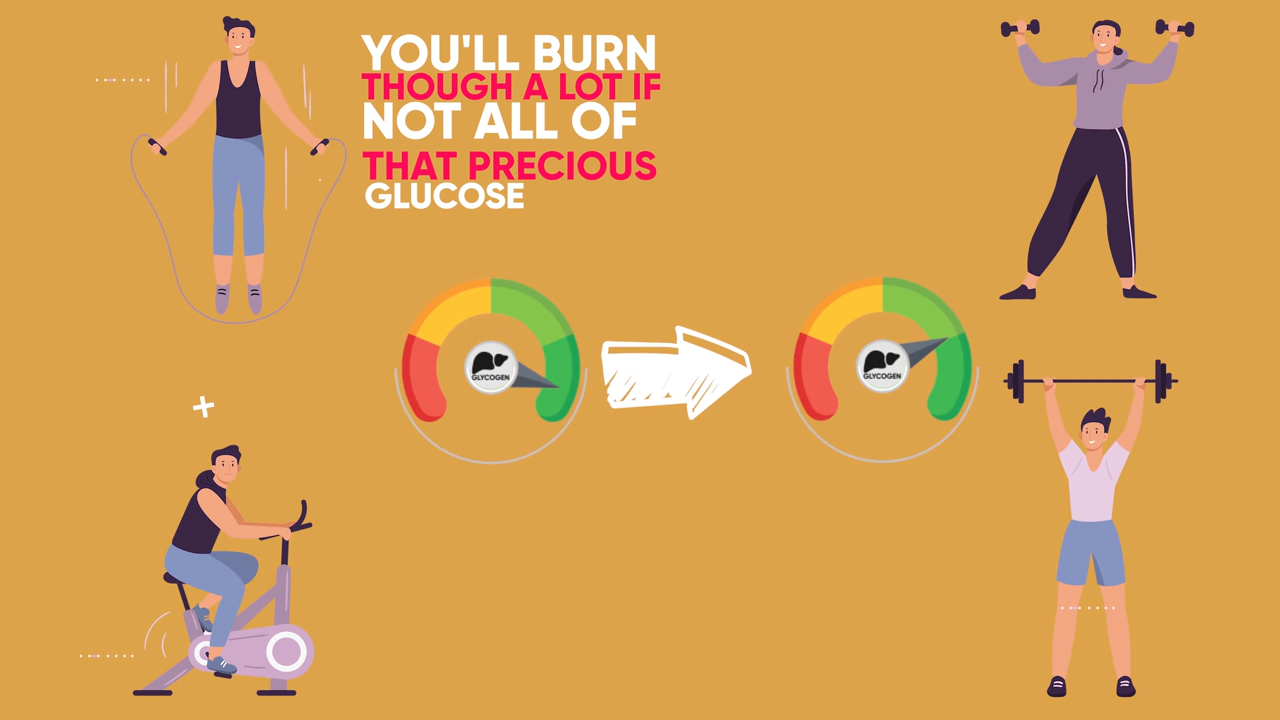 YOU'LL BURN
THOUGH A LOT IF
NOT ALL OF
THAT PRECIOUS
GLUCOSE
GLYCOGEN
GLYCOGEN